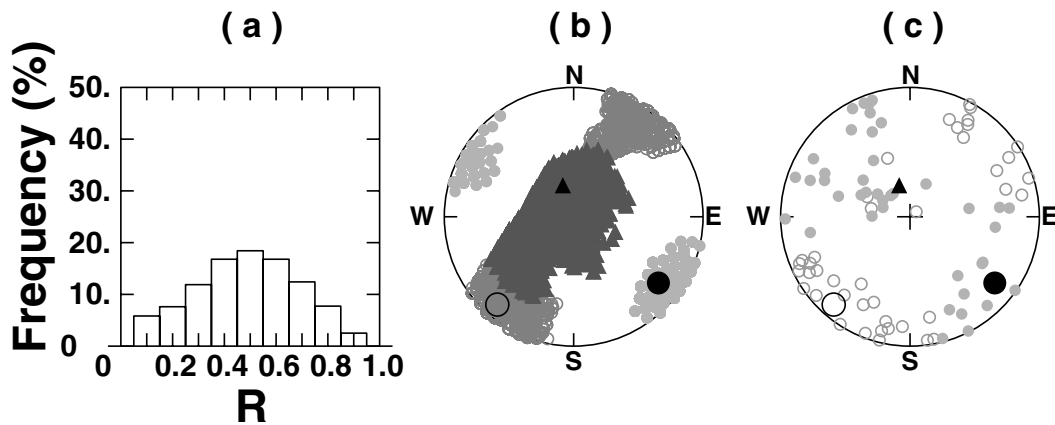 ( a )
( b )
( c )
Frequency (%)
50.
40.
30.
20.
10.
0
0 0.2 0.4 0.6 0.8 1.0
R
N
W E
S
N
W E
S